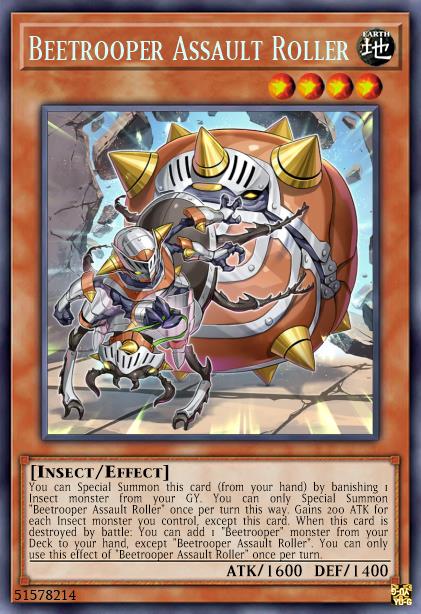 BEETROOPER ASSAULT ROLLER
EARTH
地
[INSECT/EFFECT]
You can Special Summon this card (from your hand) by banishing 1
Insect monster from your GY. You can only Special Summon
"Beetrooper Assault Roller" once per turn this way. Gains 200 ATK for
each Insect monster you control, except this card. When this card is
destroyed by battle: You can add 1 "Beetrooper" monster from your
Deck to your hand, except "Beetrooper Assault Roller". You can only
use this effect of "Beetrooper Assault Roller" once per turn.
ATK/1600 DEF/1400
51578214